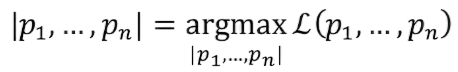 |p₁, …, pₙ| = argmax ℒ(p₁, …, pₙ)
|p₁,…,pₙ|